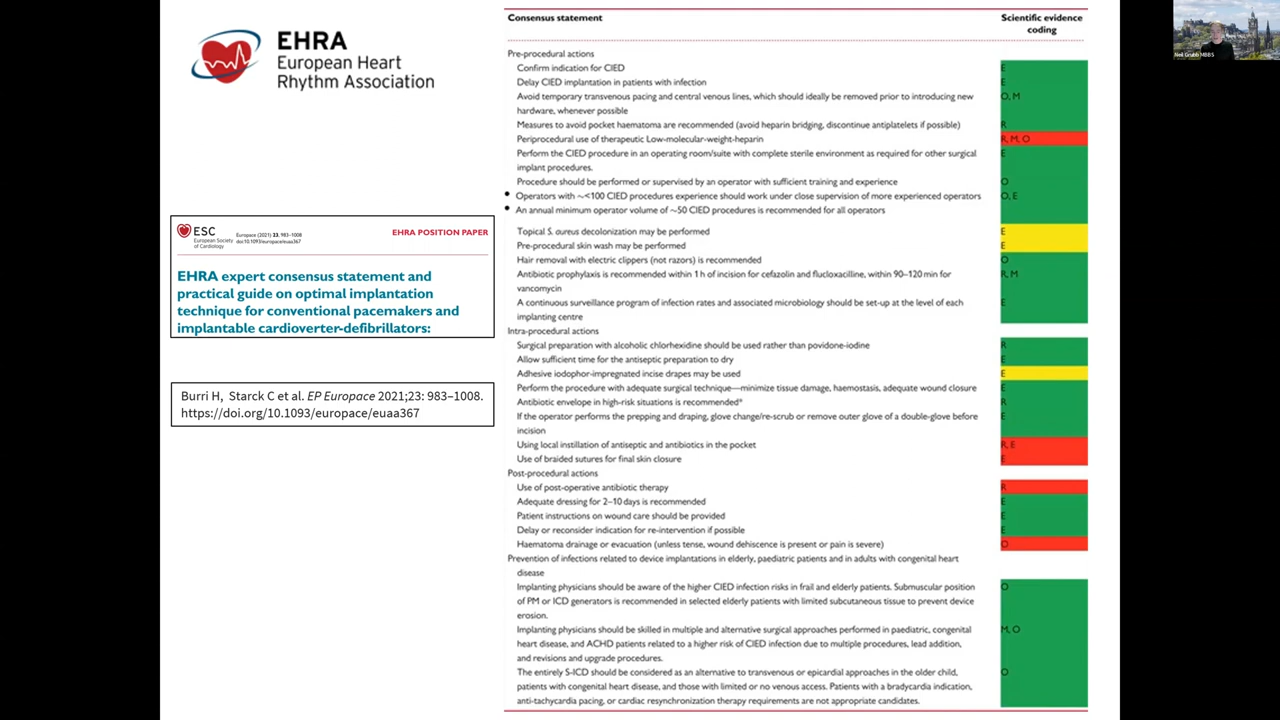 EHRA
European Heart
Rhythm Association
ESC
European Society
of Cardiology
Europace (2021) 23, 983–1008
doi:10.1093/europace/euaa367
EHRA POSITION PAPER
EHRA expert consensus statement and
practical guide on optimal implantation
technique for conventional pacemakers and
implantable cardioverter-defibrillators:
Burri H, Starck C et al. EP Europace 2021;23: 983–1008.
https://doi.org/10.1093/europace/euaa367
Consensus statement
Scientific evidence
coding
Pre-procedural actions
Confirm indication for CIED E
Delay CIED implantation in patients with infection E
Avoid temporary transvenous pacing and central venous lines, which should ideally be removed prior to introducing new O, M
hardware, whenever possible
Measures to avoid pocket haematoma are recommended (avoid heparin bridging, discontinue antiplatelets if possible) R
Periprocedural use of therapeutic Low-molecular-weight-heparin R, M, O
Perform the CIED procedure in an operating room/suite with complete sterile environment as required for other surgical E
implant procedures.
Procedure should be performed or supervised by an operator with sufficient training and experience O
• Operators with ~<100 CIED procedures experience should work under close supervision of more experienced operators O, E
• An annual minimum operator volume of ~50 CIED procedures is recommended for all operators
Topical S. aureus decolonization may be performed E
Pre-procedural skin wash may be performed E
Hair removal with electric clippers (not razors) is recommended O
Antibiotic prophylaxis is recommended within 1 h of incision for cefazolin and flucloxacilline, within 90–120 min for R, M
vancomycin
A continuous surveillance program of infection rates and associated microbiology should be set-up at the level of each E
implanting centre
Intra-procedural actions
Surgical preparation with alcoholic chlorhexidine should be used rather than povidone-iodine R
Allow sufficient time for the antiseptic preparation to dry E
Adhesive iodophor-impregnated incise drapes may be used E
Perform the procedure with adequate surgical technique—minimize tissue damage, haemostasis, adequate wound closure E
Antibiotic envelope in high-risk situations is recommended* R
If the operator performs the prepping and draping, glove change/re-scrub or remove outer glove of a double-glove before E
incision
Using local instillation of antiseptic and antibiotics in the pocket R, E
Use of braided sutures for final skin closure E
Post-procedural actions
Use of post-operative antibiotic therapy R
Adequate dressing for 2–10 days is recommended E
Patient instructions on wound care should be provided E
Delay or reconsider indication for re-intervention if possible E
Haematoma drainage or evacuation (unless tense, wound dehiscence is present or pain is severe) O
Prevention of infections related to device implantations in elderly, paediatric patients and in adults with congenital heart
disease
Implanting physicians should be aware of the higher CIED infection risks in frail and elderly patients. Submuscular position O
of PM or ICD generators is recommended in selected elderly patients with limited subcutaneous tissue to prevent device
erosion.
Implanting physicians should be skilled in multiple and alternative surgical approaches performed in paediatric, congenital M, O
heart disease, and ACHD patients related to a higher risk of CIED infection due to multiple procedures, lead addition,
and revisions and upgrade procedures.
The entirely S-ICD should be considered as an alternative to transvenous or epicardial approaches in the older child, O
patients with congenital heart disease, and those with limited or no venous access. Patients with a bradycardia indication,
anti-tachycardia pacing, or cardiac resynchronization therapy requirements are not appropriate candidates.
Neil Grubb MBBS